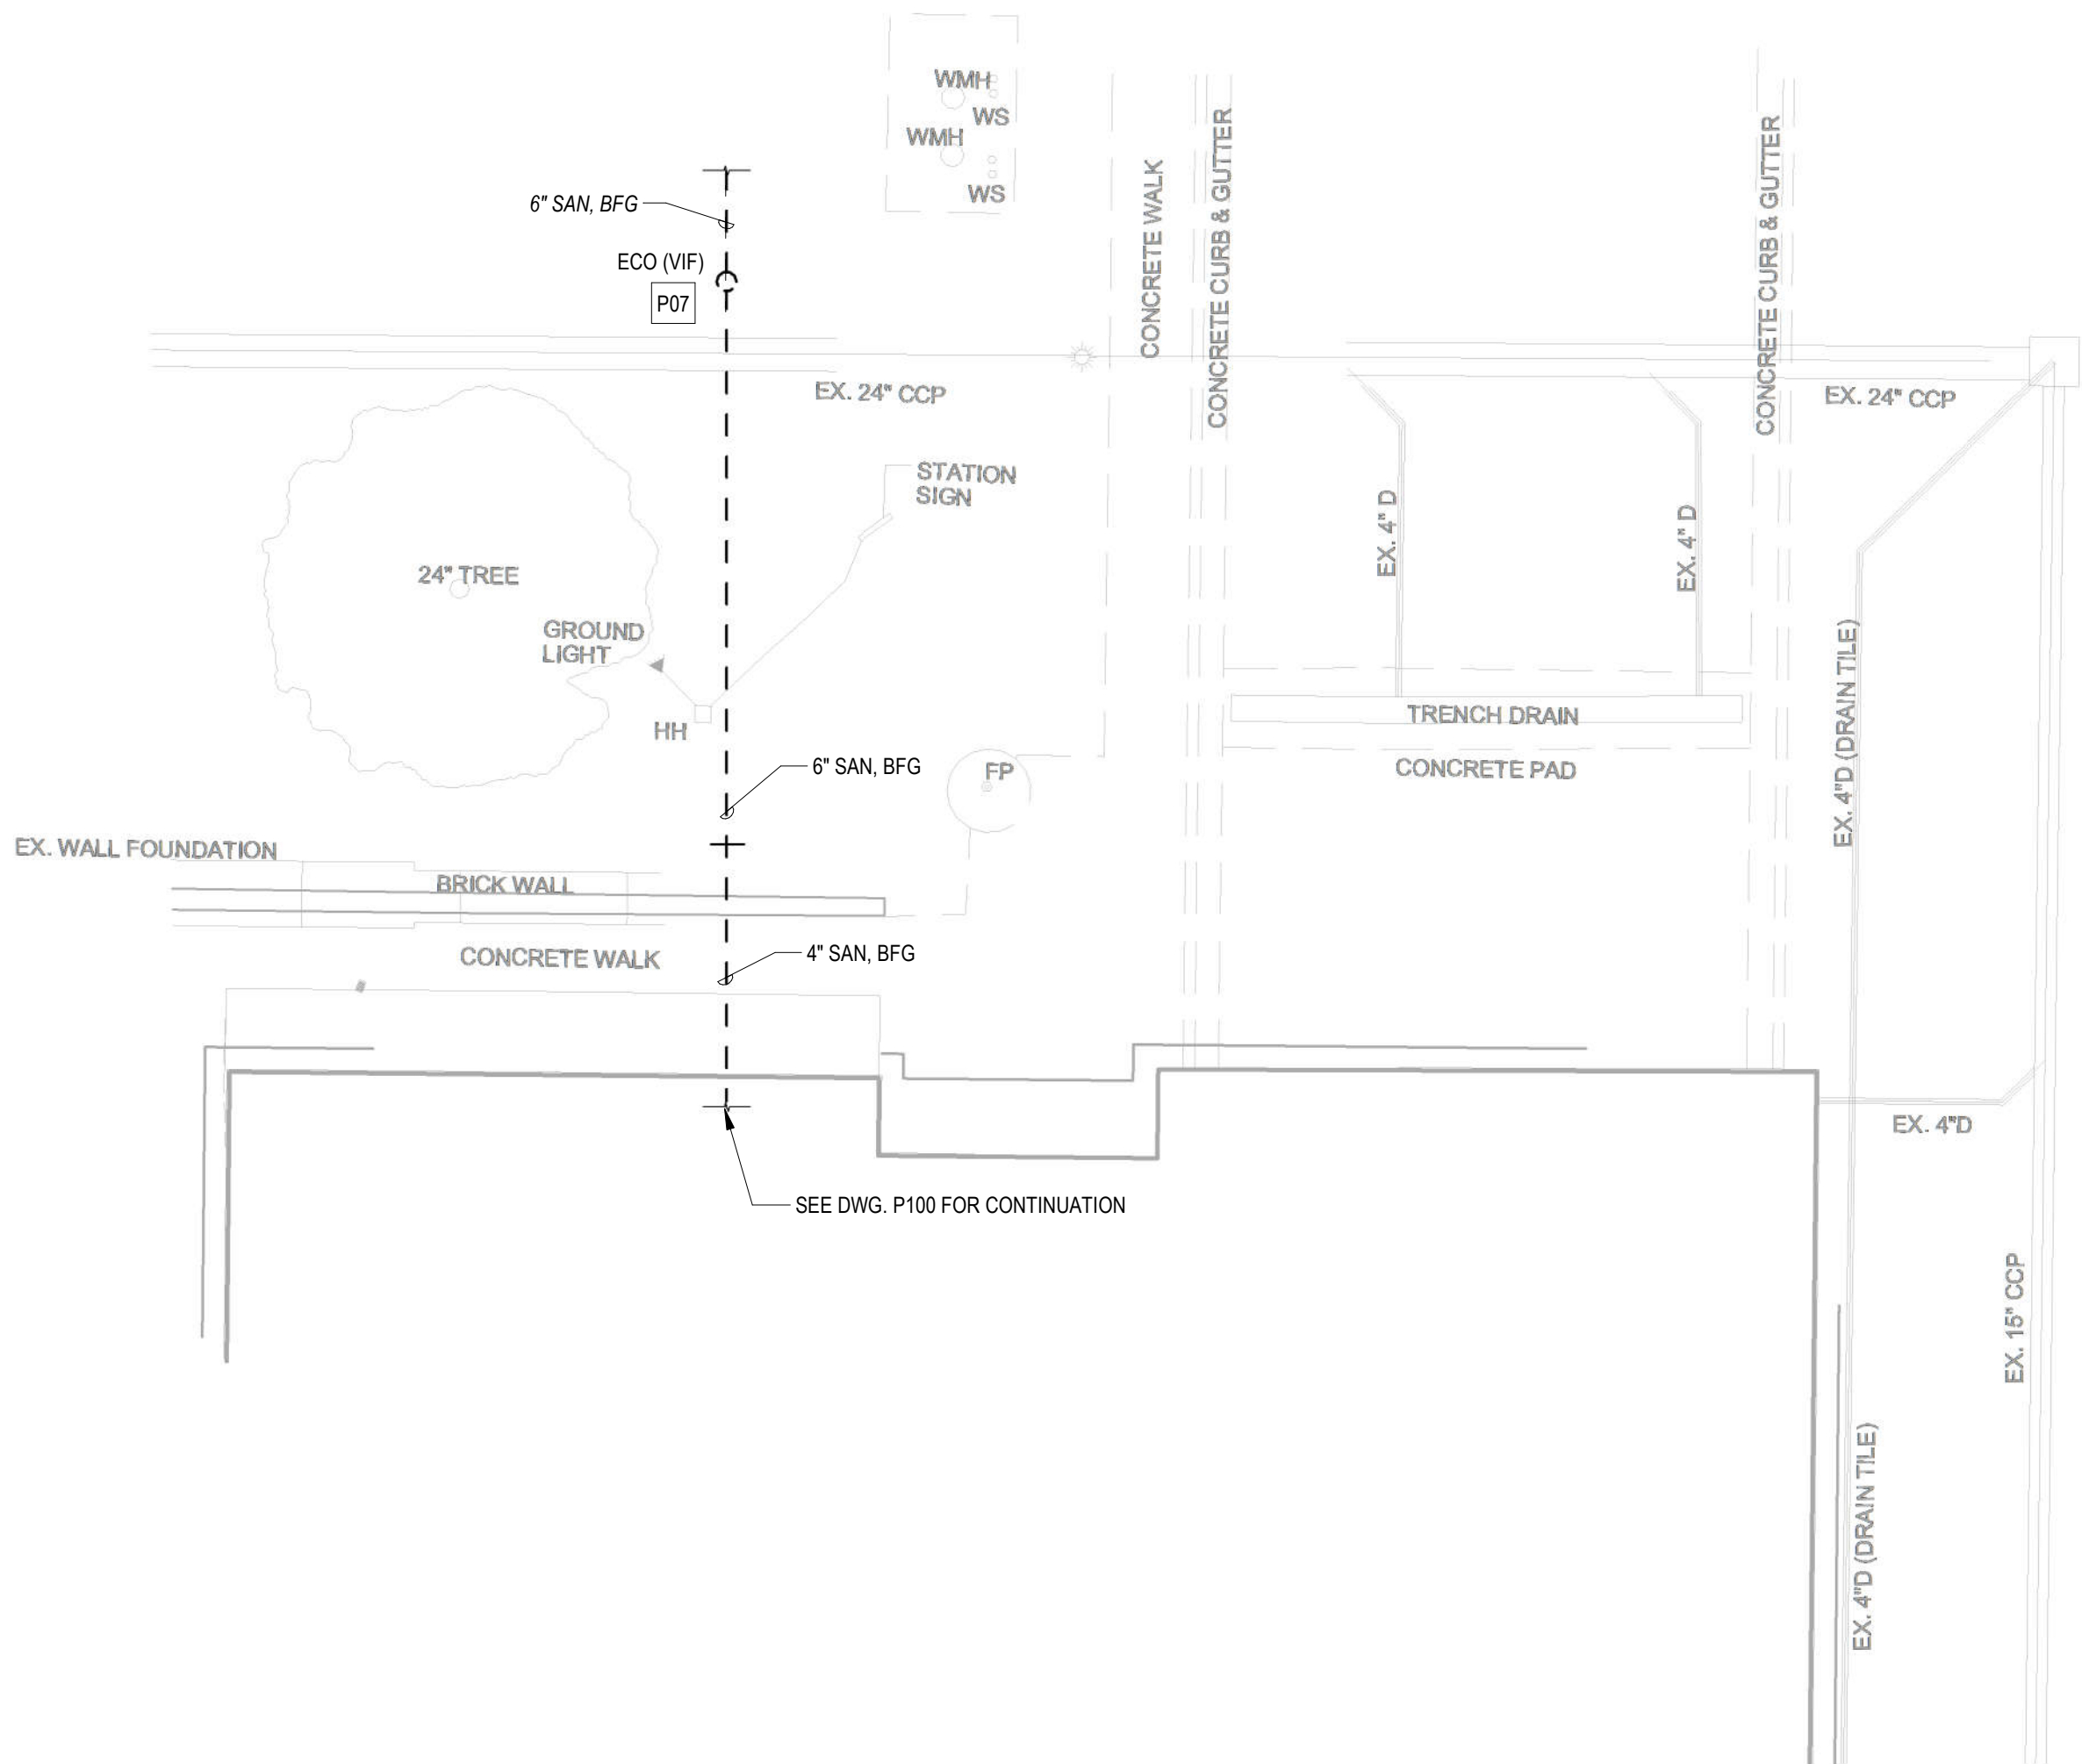 WMH
WS
WMH
WS
6" SAN, BFG
ECO (VIF)
P07
CONCRETE WALK
CONCRETE CURB & GUTTER
CONCRETE CURB & GUTTER
EX. 24" CCP
EX. 24" CCP
STATION
SIGN
EX. 4" D
EX. 4" D
24" TREE
GROUND
LIGHT
HH
EX. 4"D (DRAIN TILE)
TRENCH DRAIN
6" SAN, BFG
FP
CONCRETE PAD
EX. WALL FOUNDATION
BRICK WALL
CONCRETE WALK
4" SAN, BFG
EX. 4"D
SEE DWG. P100 FOR CONTINUATION
EX. 15" CCP
EX. 4"D (DRAIN TILE)